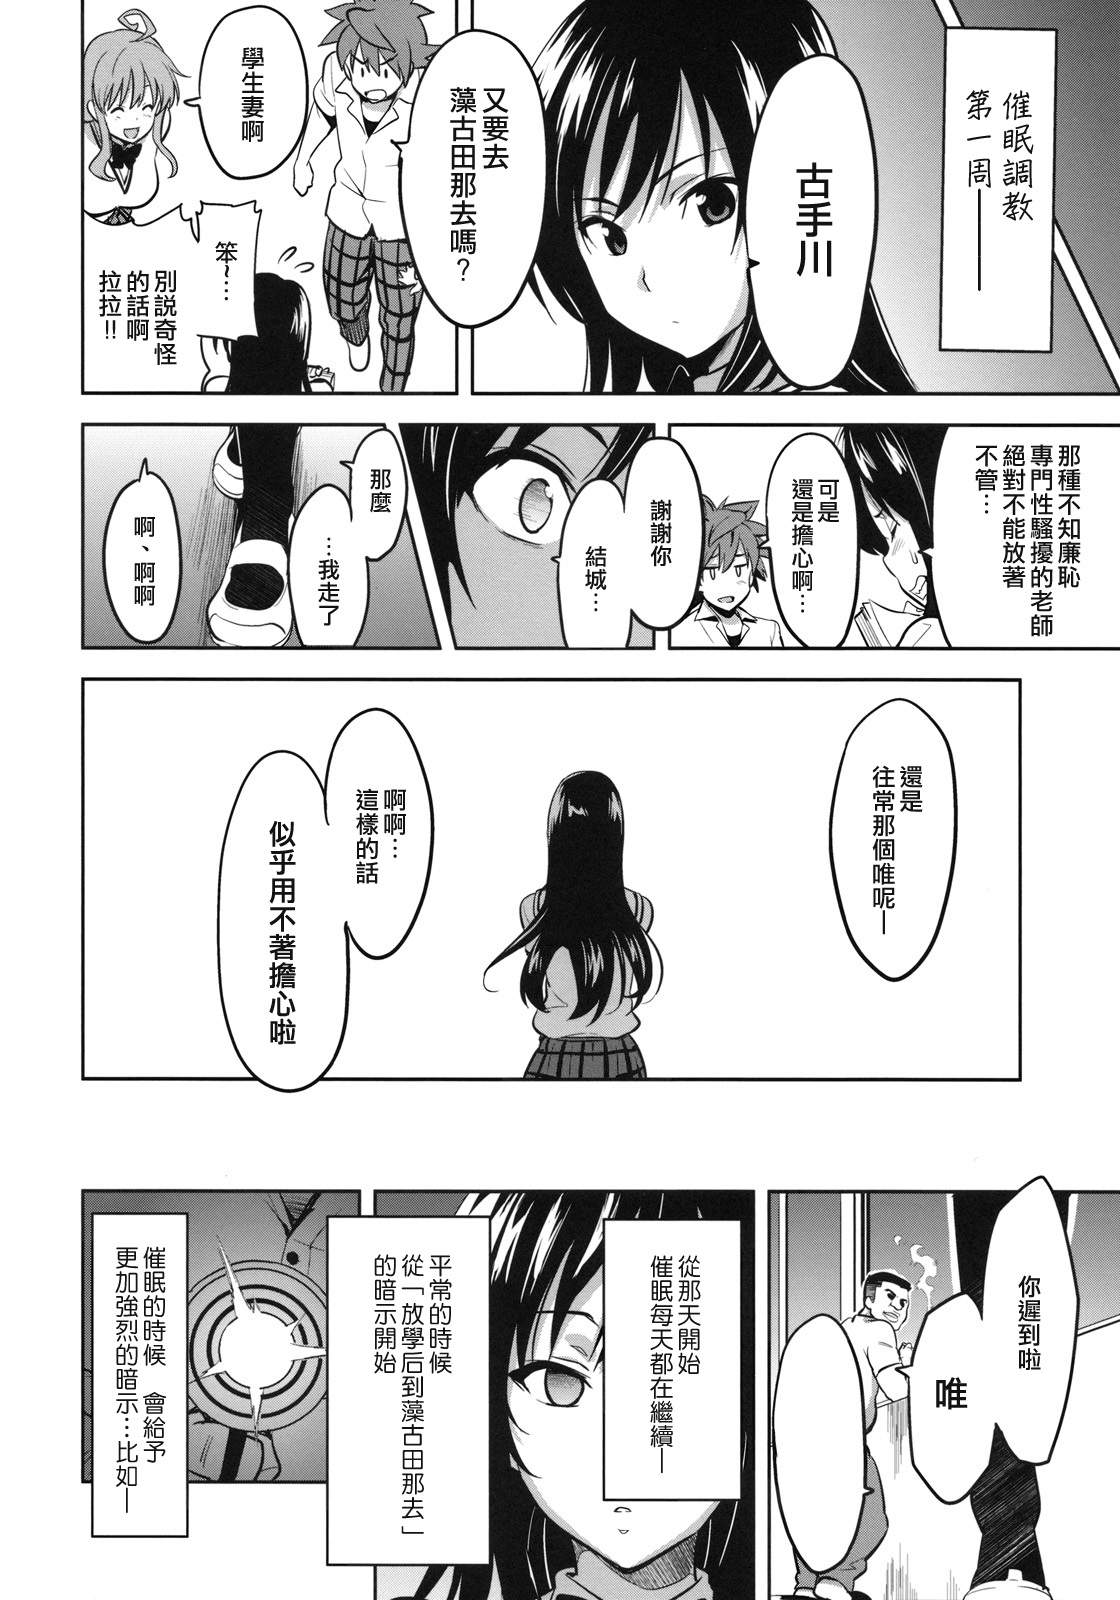 催眠調教
第一周——
古手川
又要去
藻古田那去嗎?
學生妻啊
笨~…
別説奇怪
的話啊
拉拉!!
那種不知廉恥
專門性騷擾的老師
絕對不能放著
不管…
可是
還是擔心啊…
謝謝你
結城…
那麼
…我走了
啊、啊
還是
往常那個唯呢—
啊啊…
這樣的話
似乎用不著擔心啦
你遲到啦
唯
從那天開始
催眠每天都在繼續—
平常的時候
從「放學后到藻古田那去」
的暗示開始
催眠的時候 會給予
更加強烈的暗示…比如—